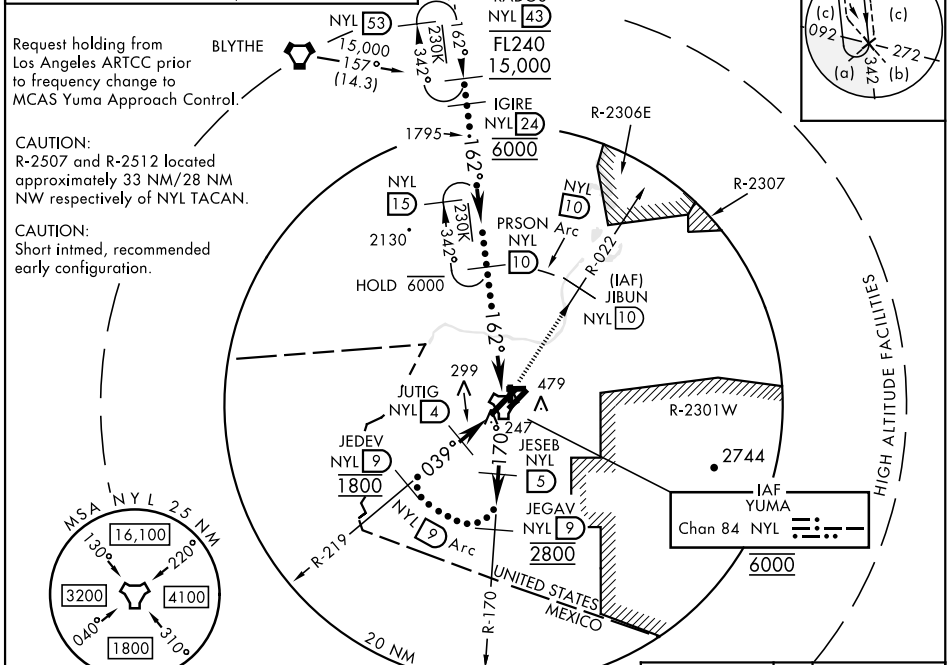 NYL 53
162°
NYL 43
FL240
15,000
BLYTHE
15,000
157°
(14.3)
230K
342°
Request holding from
Los Angeles ARTCC prior
to frequency change to
MCAS Yuma Approach Control.
(c)
(c)
092
272
(a)
342
(b)
IGIRE
NYL 24
6000
1795
162°
R-2306E
R-2307
CAUTION:
R-2507 and R-2512 located
approximately 33 NM/28 NM
NW respectively of NYL TACAN.
CAUTION:
Short intmed, recommended
early configuration.
NYL
15
2130
230K
342°
HOLD 6000
PRSON
NYL
10
NYL
10
Arc
R-022
(IAF)
JIBUN
NYL 10
162°
HIGH ALTITUDE FACILITIES
299
479
247
JUTIG
NYL 4
R-2301W
2744
JEDEV
NYL 9
1800
039°
170°
JESEB
NYL
5
JEGAV
NYL 9
2800
NYL
9
Arc
R-219
R-170
IAF
YUMA
Chan 84 NYL
6000
UNITED STATES
MEXICO
20 NM
MSA NYL 25 NM
16,100
130°
220°
3200
4100
040°
310°
1800